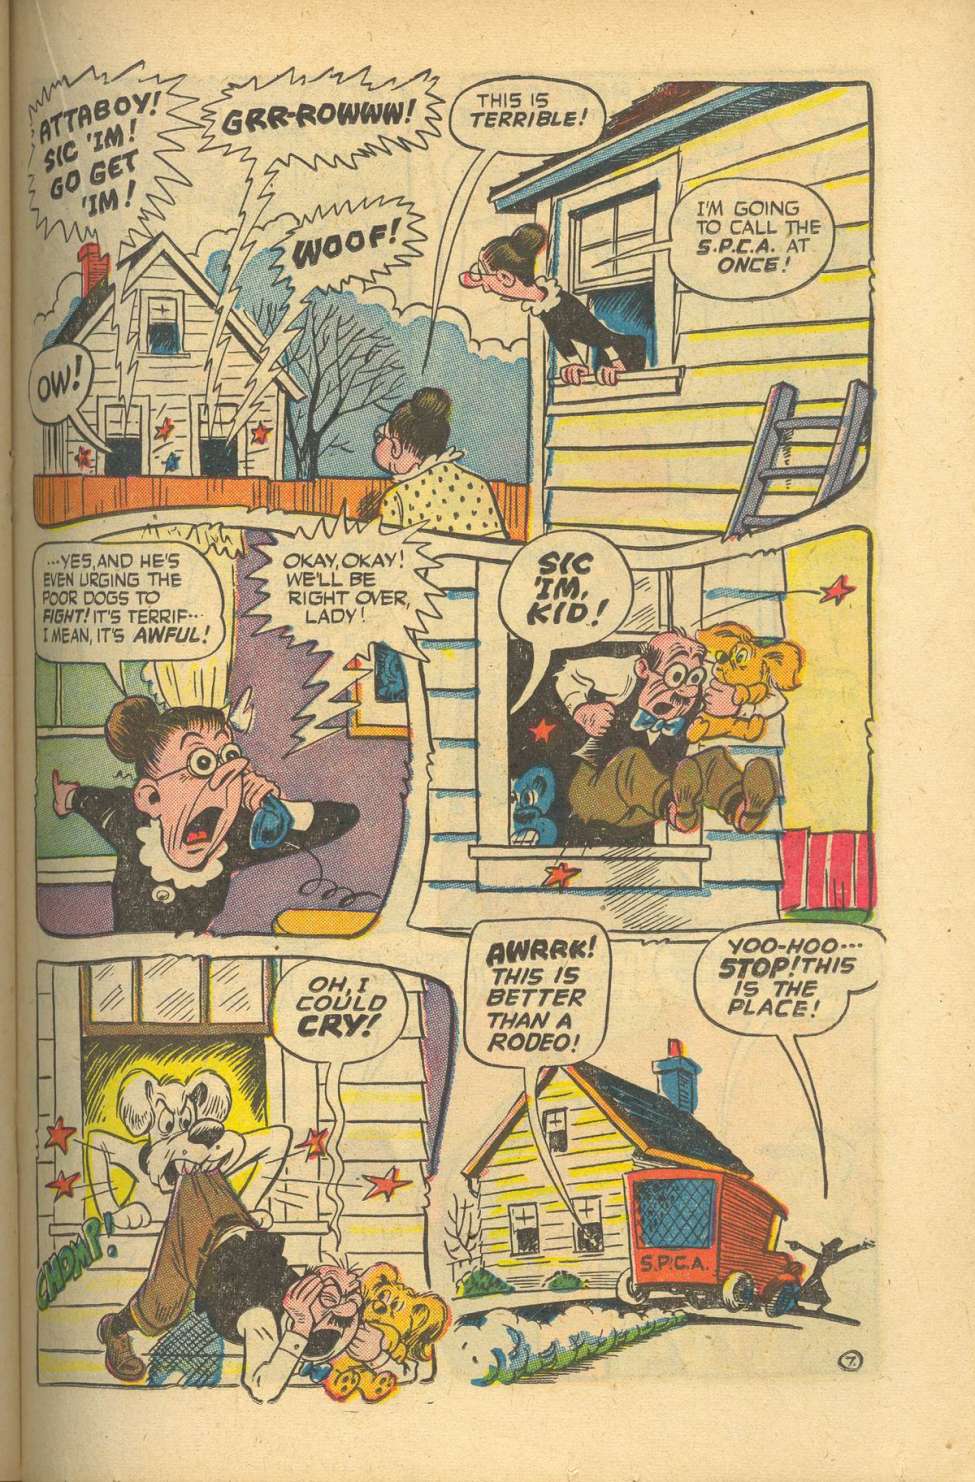 ATTABOY!
SIC 'IM!
GO GET
'IM!
GRR-ROWWW!
WOOF!
OW!
THIS IS
TERRIBLE!
I'M GOING
TO CALL THE
S.P.C.A. AT
ONCE!
...YES, AND HE'S
EVEN URGING THE
POOR DOGS TO
FIGHT! IT'S TERRIF--
I MEAN, IT'S AWFUL!
OKAY, OKAY!
WE'LL BE
RIGHT OVER,
LADY!
SIC
'IM,
KID!
OH, I
COULD
CRY!
CHOMP!
AWRRK!
THIS IS
BETTER
THAN A
RODEO!
YOO-HOO...
STOP! THIS
IS THE
PLACE!
S.P.C.A.
7